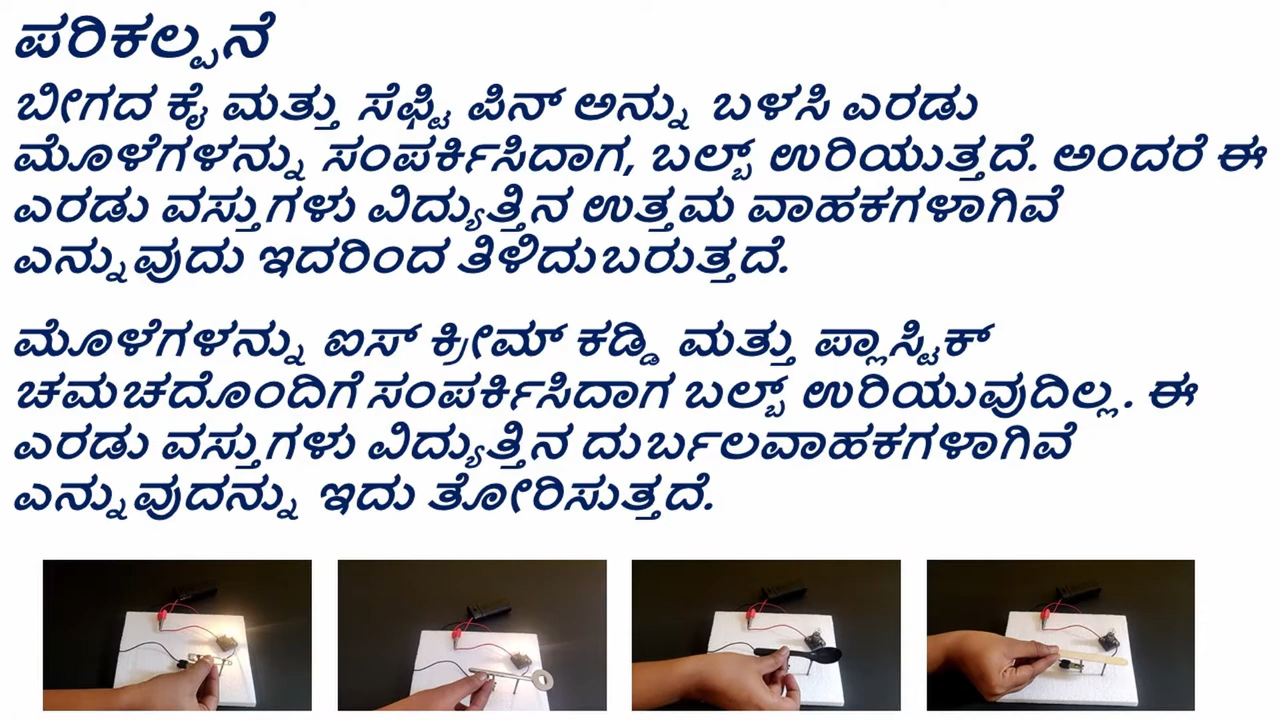 ಪರಿಕಲ್ಪನೆ
ಬೀಗದ ಕೈ ಮತ್ತು ಸೆಫ್ಟಿ ಪಿನ್ ಅನ್ನು ಬಳಸಿ ಎರಡು
ಮೊಳೆಗಳನ್ನು ಸಂಪರ್ಕಿಸಿದಾಗ, ಬಲ್ಬ್ ಉರಿಯುತ್ತದೆ. ಅಂದರೆ ಈ
ಎರಡು ವಸ್ತುಗಳು ವಿದ್ಯುತ್ತಿನ ಉತ್ತಮ ವಾಹಕಗಳಾಗಿವೆ
ಎನ್ನುವುದು ಇದರಿಂದ ತಿಳಿದುಬರುತ್ತದೆ.
ಮೊಳೆಗಳನ್ನು ಐಸ್ ಕ್ರೀಮ್ ಕಡ್ಡಿ ಮತ್ತು ಪ್ಲಾಸ್ಟಿಕ್
ಚಮಚದೊಂದಿಗೆ ಸಂಪರ್ಕಿಸಿದಾಗ ಬಲ್ಬ್ ಉರಿಯುವುದಿಲ್ಲ. ಈ
ಎರಡು ವಸ್ತುಗಳು ವಿದ್ಯುತ್ತಿನ ದುರ್ಬಲವಾಹಕಗಳಾಗಿವೆ
ಎನ್ನುವುದನ್ನು ಇದು ತೋರಿಸುತ್ತದೆ.